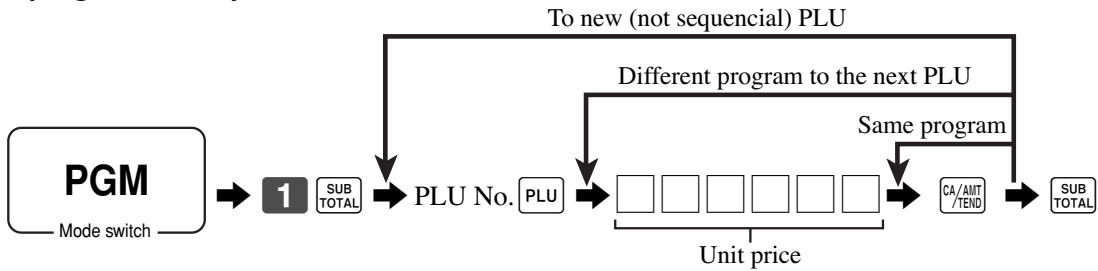 To new (not sequencial) PLU
Different program to the next PLU
Same program
PGM
Mode switch
1 SUB TOTAL PLU No. PLU CA/AMT /TEND SUB TOTAL
Unit price